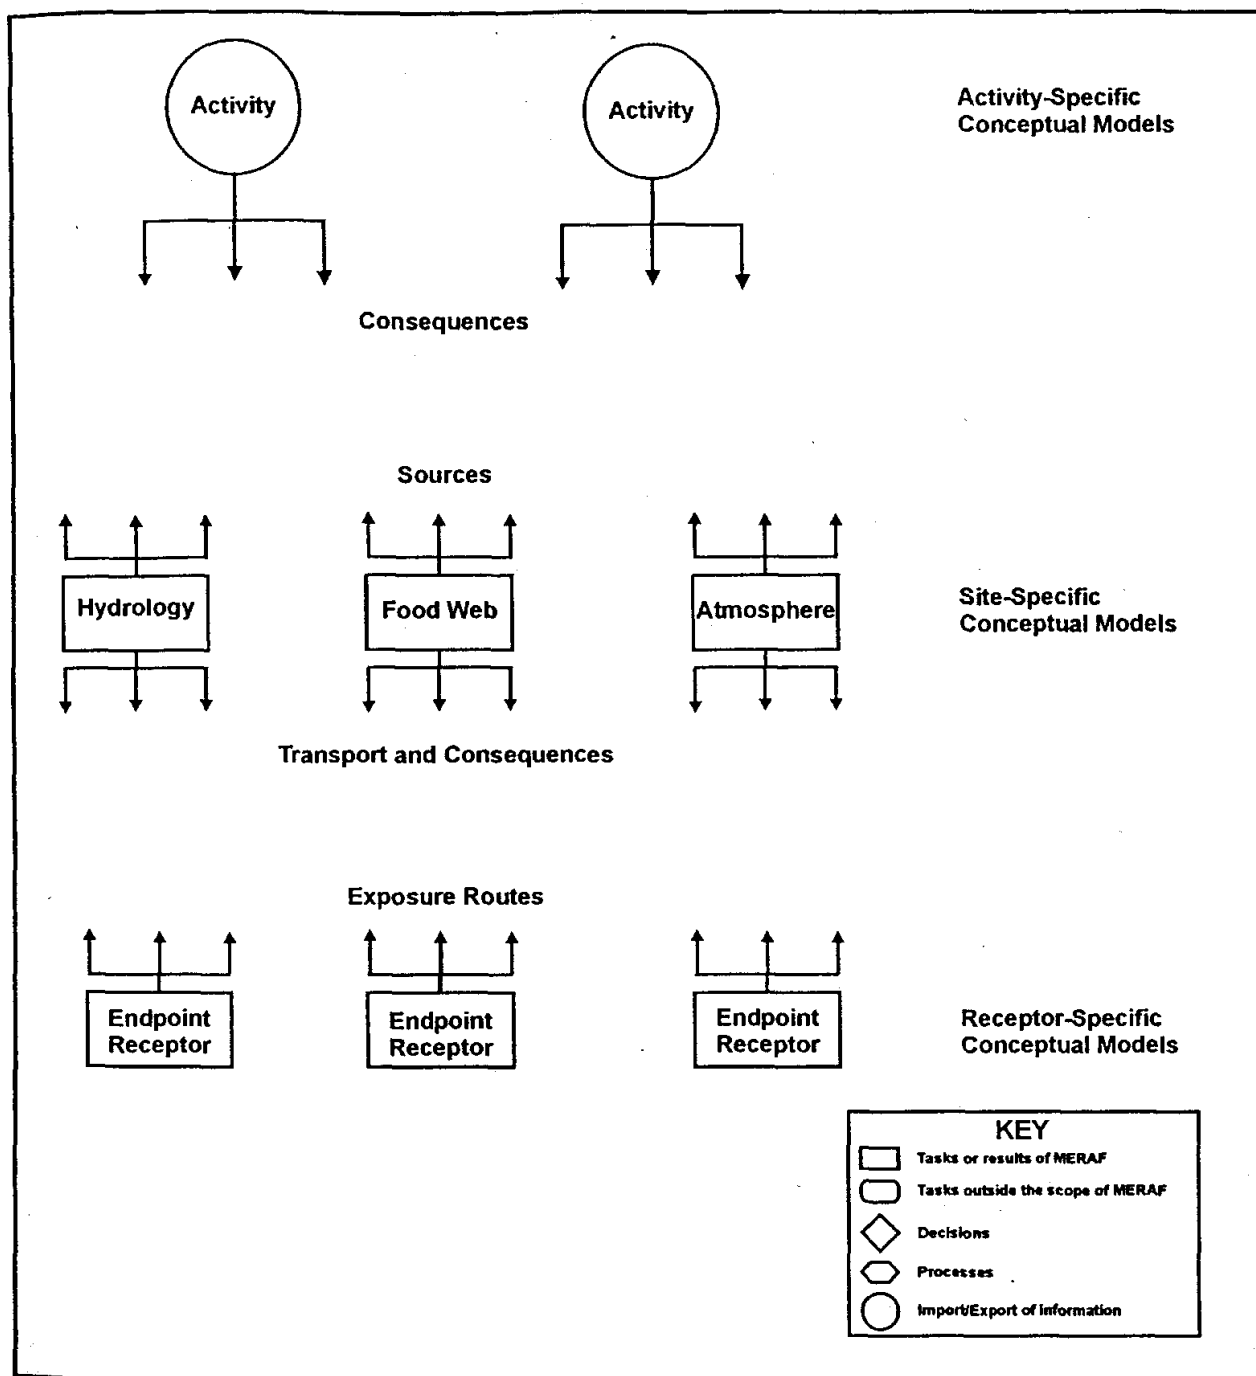 Activity
Activity
Activity-Specific
Conceptual Models
Consequences
Sources
Hydrology
Food Web
Atmosphere
Site-Specific
Conceptual Models
Transport and Consequences
Exposure Routes
Endpoint
Receptor
Endpoint
Receptor
Endpoint
Receptor
Receptor-Specific
Conceptual Models
KEY
Tasks or results of MERAF
Tasks outside the scope of MERAF
Decisions
Processes
Import/Export of information